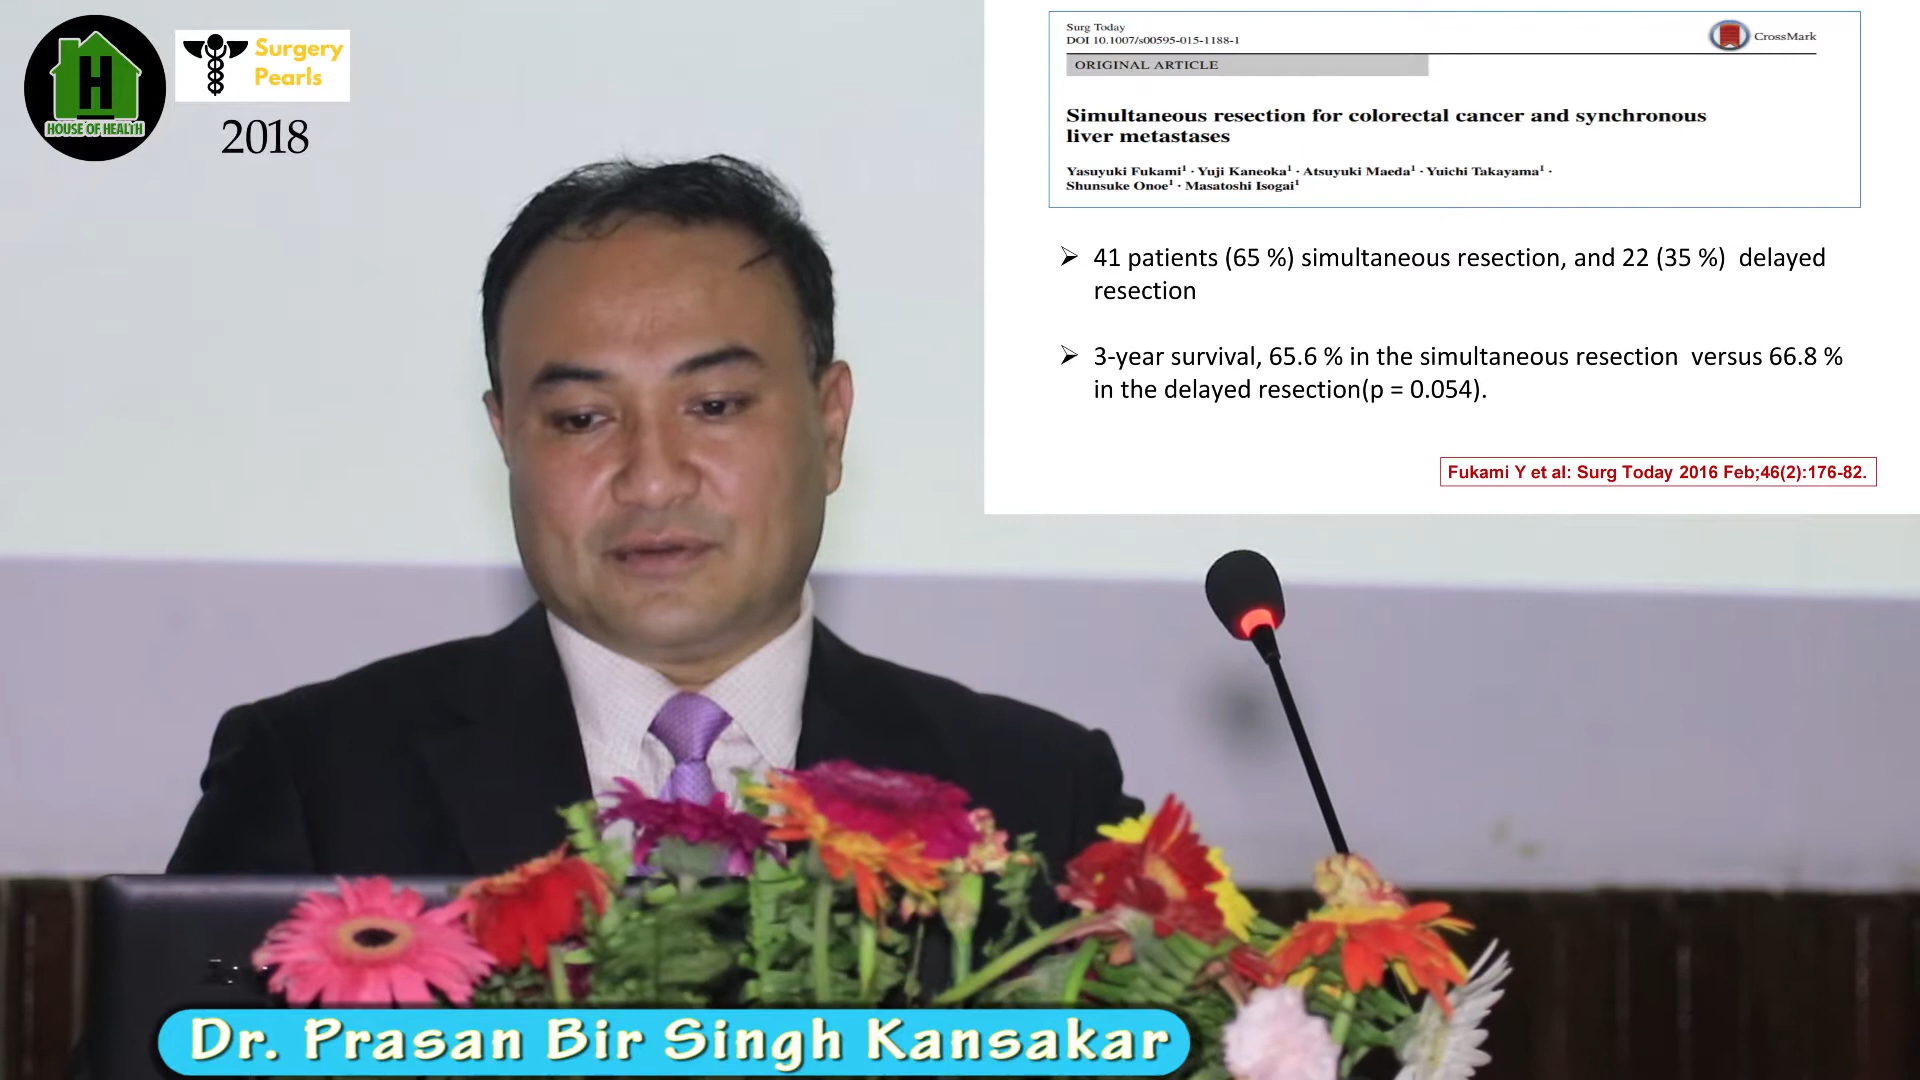 H
HOUSE OF HEALTH
Surgery
Pearls
2018
Surg Today
DOI 10.1007/s00595-015-1188-1
CrossMark
ORIGINAL ARTICLE
Simultaneous resection for colorectal cancer and synchronous
liver metastases
Yasuyuki Fukami¹ · Yuji Kaneoka¹ · Atsuyuki Maeda¹ · Yuichi Takayama¹ ·
Shunsuke Onoe¹ · Masatoshi Isogai¹
➢ 41 patients (65 %) simultaneous resection, and 22 (35 %) delayed
resection
➢ 3-year survival, 65.6 % in the simultaneous resection versus 66.8 %
in the delayed resection(p = 0.054).
Fukami Y et al: Surg Today 2016 Feb;46(2):176-82.
Dr. Prasan Bir Singh Kansakar